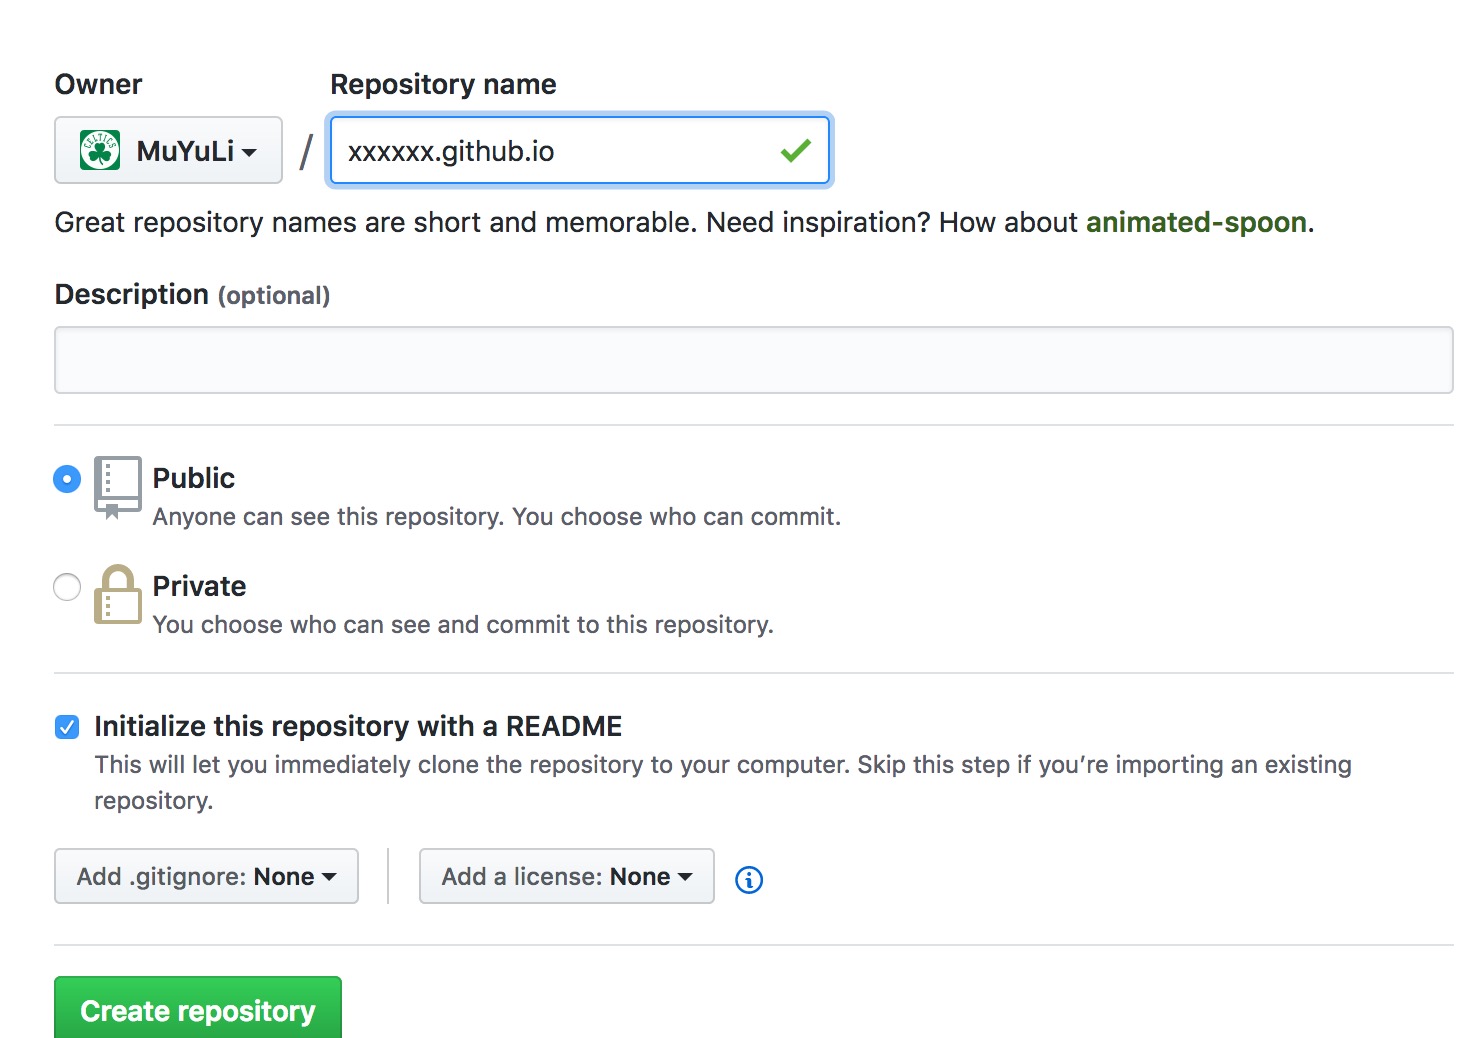 Owner
Repository name
CELTICS
MuYuLi
/
xxxxxx.github.io
Great repository names are short and memorable. Need inspiration? How about animated-spoon.
Description (optional)
Public
Anyone can see this repository. You choose who can commit.
Private
You choose who can see and commit to this repository.
Initialize this repository with a README
This will let you immediately clone the repository to your computer. Skip this step if you’re importing an existing
repository.
Add .gitignore: None
Add a license: None
Create repository